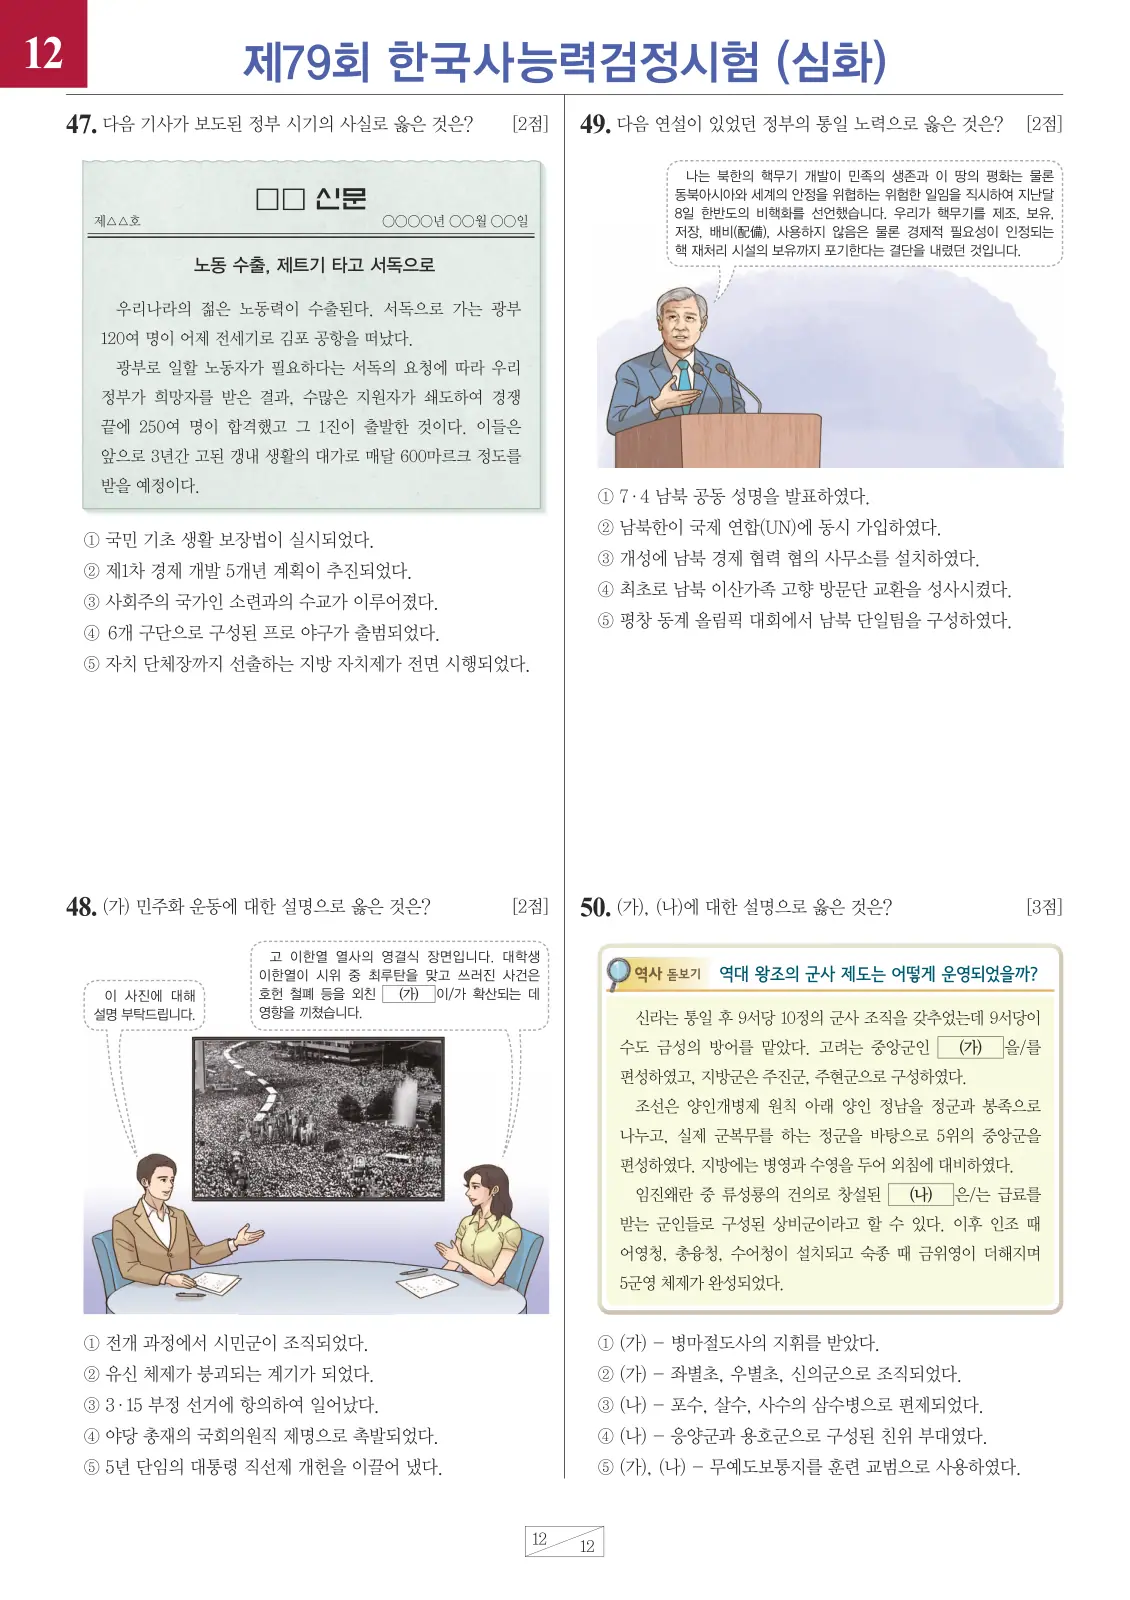 12
제79회 한국사능력검정시험 (심화)
47. 다음 기사가 보도된 정부 시기의 사실로 옳은 것은? [2점]
□□ 신문
제△△호 ○○○○년 ○○월 ○○일
노동 수출, 제트기 타고 서독으로
우리나라의 젊은 노동력이 수출된다. 서독으로 가는 광부
120여 명이 어제 전세기로 김포 공항을 떠났다.
광부로 일할 노동자가 필요하다는 서독의 요청에 따라 우리
정부가 희망자를 받은 결과, 수많은 지원자가 쇄도하여 경쟁
끝에 250여 명이 합격했고 그 1진이 출발한 것이다. 이들은
앞으로 3년간 고된 갱내 생활의 대가로 매달 600마르크 정도를
받을 예정이다.
① 국민 기초 생활 보장법이 실시되었다.
② 제1차 경제 개발 5개년 계획이 추진되었다.
③ 사회주의 국가인 소련과의 수교가 이루어졌다.
④ 6개 구단으로 구성된 프로 야구가 출범되었다.
⑤ 자치 단체장까지 선출하는 지방 자치제가 전면 시행되었다.
48. (가) 민주화 운동에 대한 설명으로 옳은 것은? [2점]
이 사진에 대해
설명 부탁드립니다.
고 이한열 열사의 영결식 장면입니다. 대학생
이한열이 시위 중 최루탄을 맞고 쓰러진 사건은
호헌 철폐 등을 외친 (가) 이/가 확산되는 데
영향을 끼쳤습니다.
① 전개 과정에서 시민군이 조직되었다.
② 유신 체제가 붕괴되는 계기가 되었다.
③ 3·15 부정 선거에 항의하여 일어났다.
④ 야당 총재의 국회의원직 제명으로 촉발되었다.
⑤ 5년 단임의 대통령 직선제 개헌을 이끌어 냈다.
49. 다음 연설이 있었던 정부의 통일 노력으로 옳은 것은? [2점]
나는 북한의 핵무기 개발이 민족의 생존과 이 땅의 평화는 물론
동북아시아와 세계의 안정을 위협하는 위험한 일임을 직시하여 지난달
8일 한반도의 비핵화를 선언했습니다. 우리가 핵무기를 제조, 보유,
저장, 배비(配備), 사용하지 않음은 물론 경제적 필요성이 인정되는
핵 재처리 시설의 보유까지 포기한다는 결단을 내렸던 것입니다.
① 7·4 남북 공동 성명을 발표하였다.
② 남북한이 국제 연합(UN)에 동시 가입하였다.
③ 개성에 남북 경제 협력 협의 사무소를 설치하였다.
④ 최초로 남북 이산가족 고향 방문단 교환을 성사시켰다.
⑤ 평창 동계 올림픽 대회에서 남북 단일팀을 구성하였다.
50. (가), (나)에 대한 설명으로 옳은 것은? [3점]
역사 돋보기 역대 왕조의 군사 제도는 어떻게 운영되었을까?
신라는 통일 후 9서당 10정의 군사 조직을 갖추었는데 9서당이
수도 금성의 방어를 맡았다. 고려는 중앙군인 (가) 을/를
편성하였고, 지방군은 주진군, 주현군으로 구성하였다.
조선은 양인개병제 원칙 아래 양인 정남을 정군과 봉족으로
나누고, 실제 군복무를 하는 정군을 바탕으로 5위의 중앙군을
편성하였다. 지방에는 병영과 수영을 두어 외침에 대비하였다.
임진왜란 중 류성룡의 건의로 창설된 (나) 은/는 급료를
받는 군인들로 구성된 상비군이라고 할 수 있다. 이후 인조 때
어영청, 총융청, 수어청이 설치되고 숙종 때 금위영이 더해지며
5군영 체제가 완성되었다.
① (가) - 병마절도사의 지휘를 받았다.
② (가) - 좌별초, 우별초, 신의군으로 조직되었다.
③ (나) - 포수, 살수, 사수의 삼수병으로 편제되었다.
④ (나) - 응양군과 용호군으로 구성된 친위 부대였다.
⑤ (가), (나) - 무예도보통지를 훈련 교범으로 사용하였다.
12
12